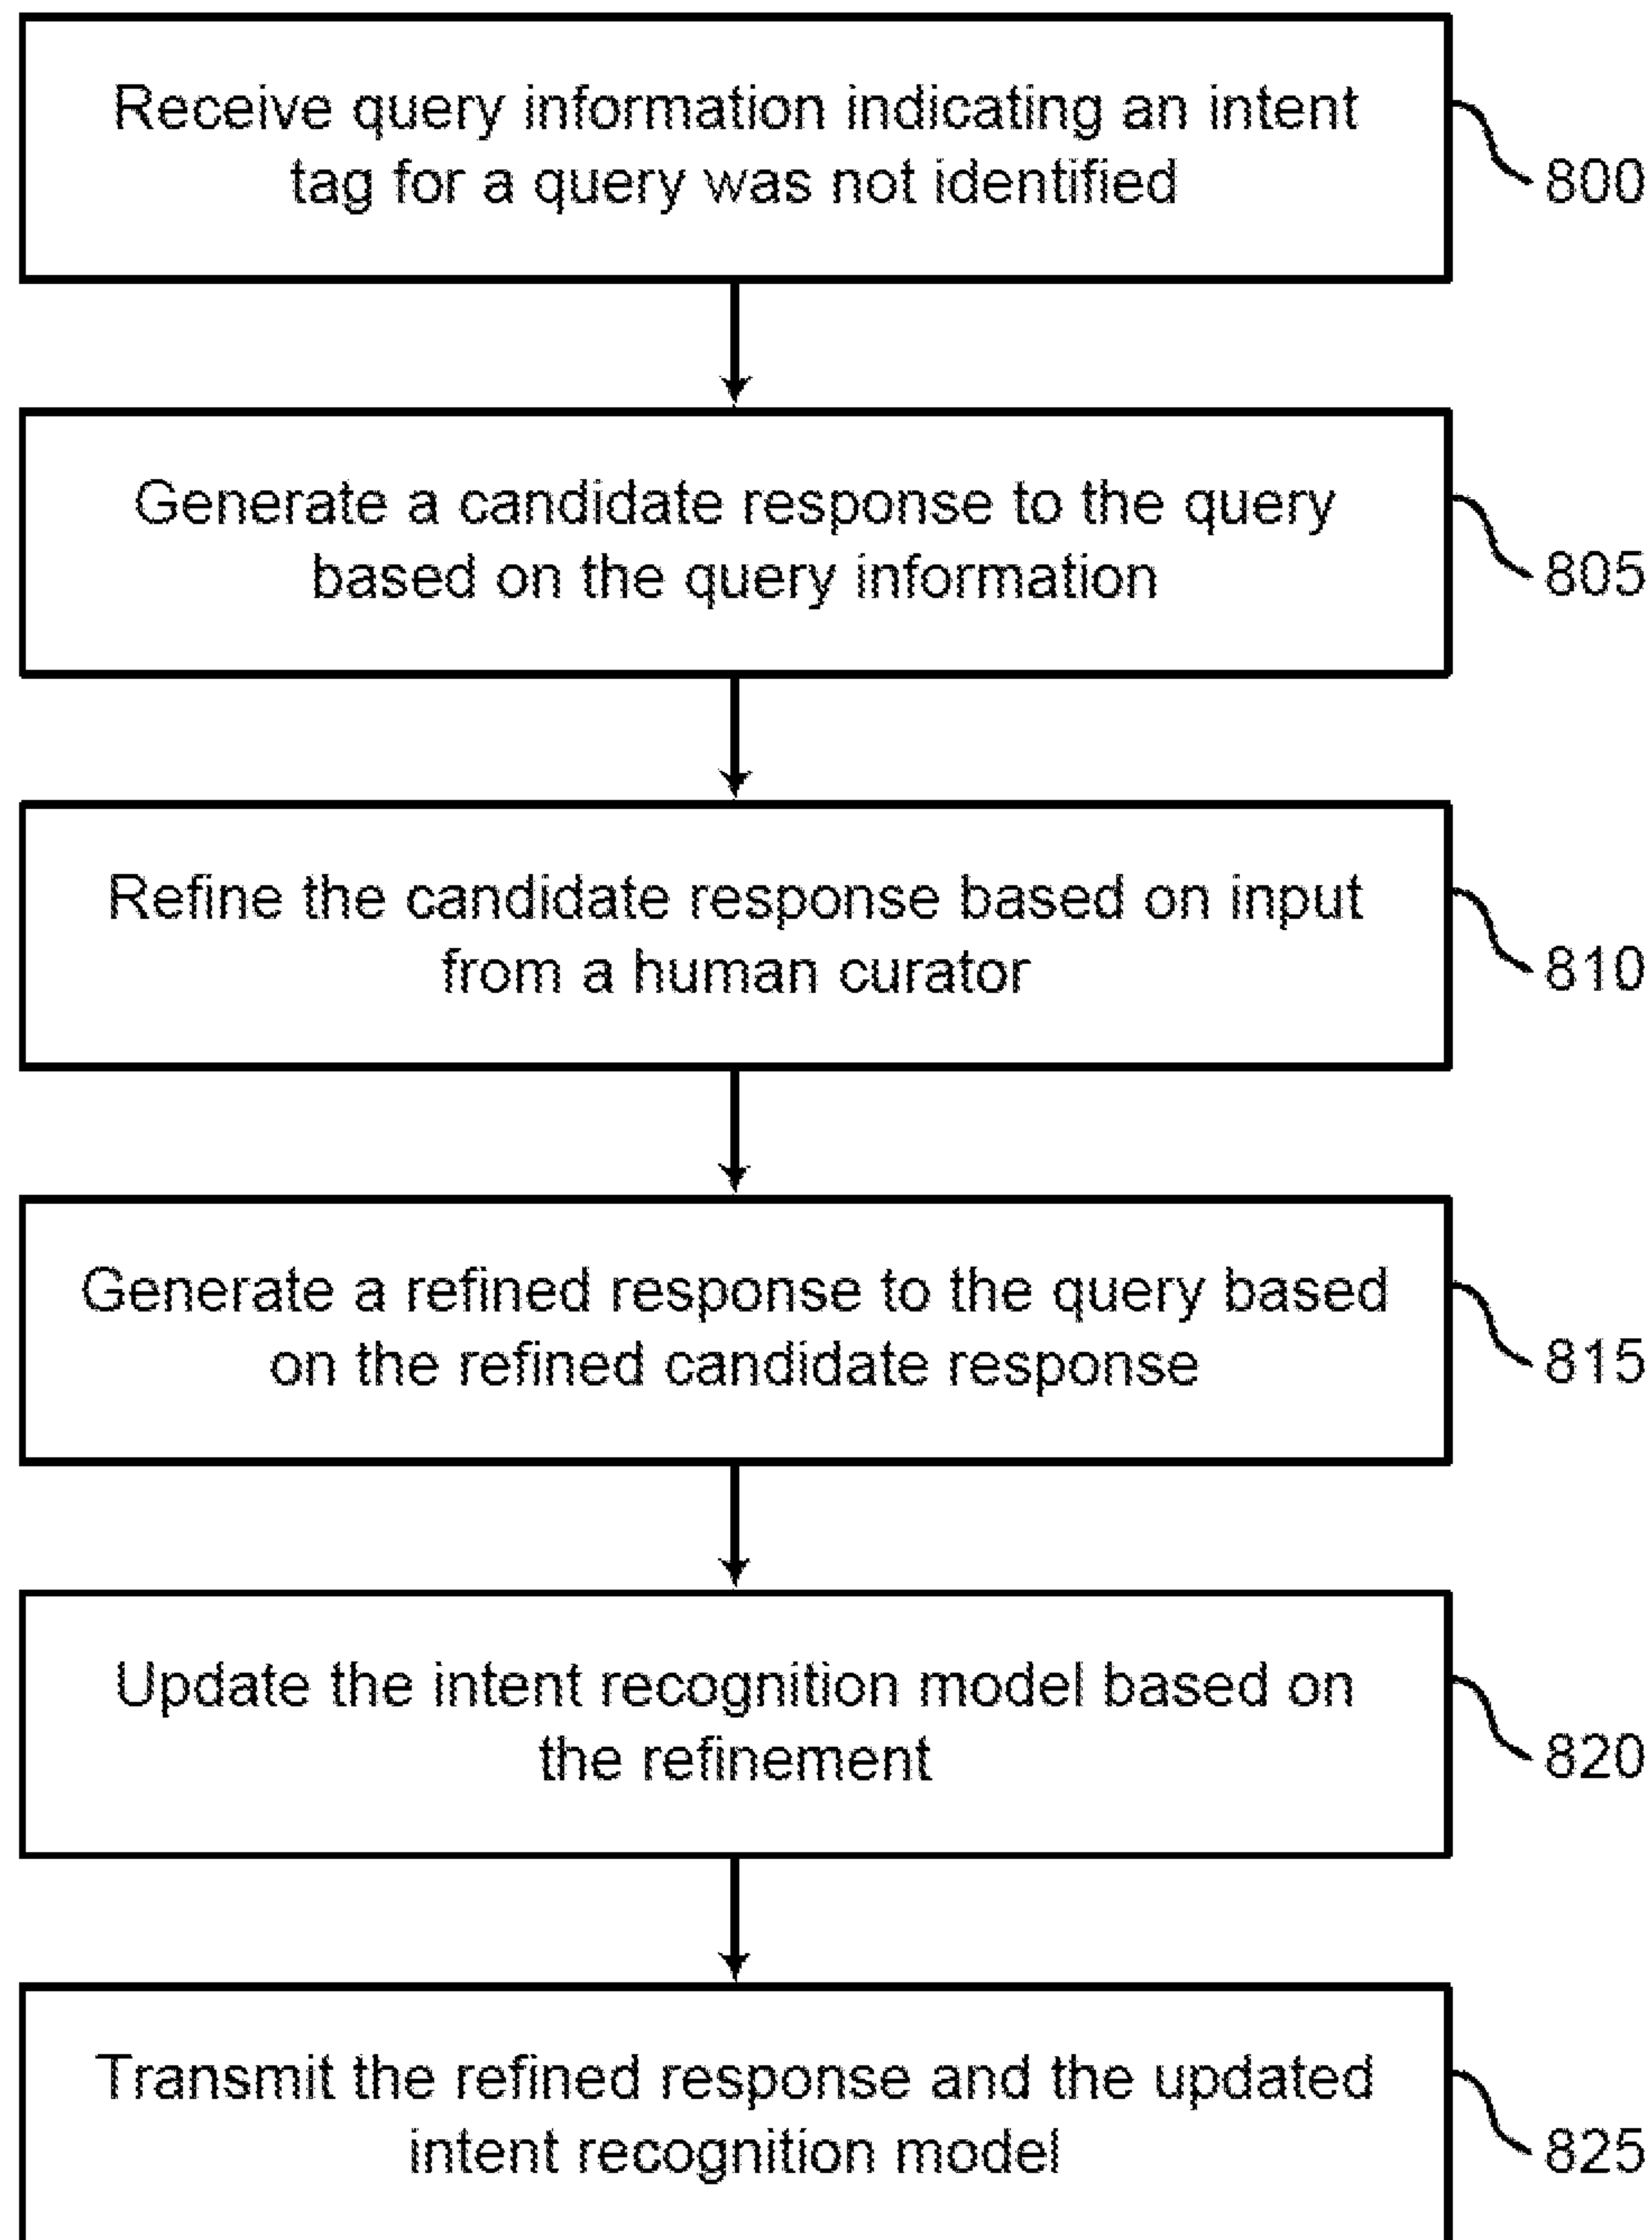 Receive query information indicating an intent
tag for a query was not identified
800
Generate a candidate response to the query
based on the query information
805
Refine the candidate response based on input
from a human curator
810
Generate a refined response to the query based
on the refined candidate response
815
Update the intent recognition model based on
the refinement
820
Transmit the refined response and the updated
intent recognition model
825